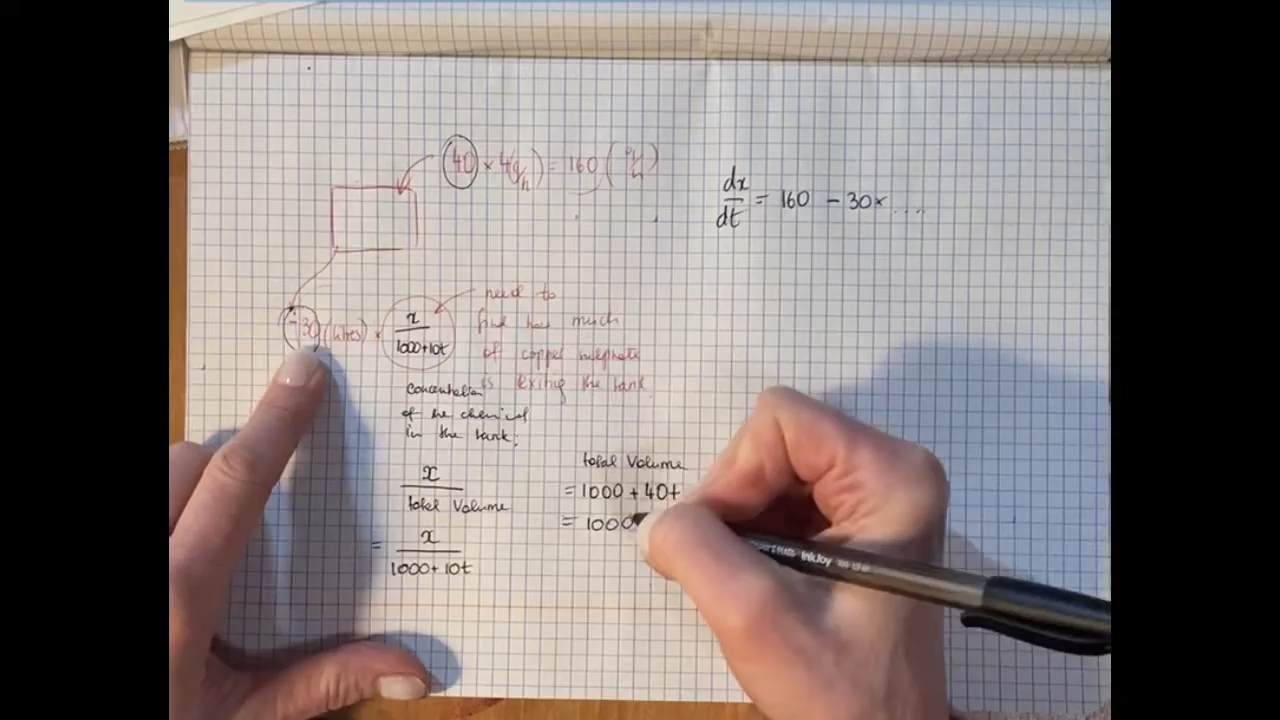 40 × 4(g/h) = 160 (g/h)
dx/dt = 160 - 30× ...
-30 (litres) × x/1000+10t
need to
find how much
of copper sulphate
is exiting the tank
concentration
of the chemical
in the tank:
x/total Volume
= x/1000+10t
total Volume
= 1000 + 40t
= 1000
InkJoy